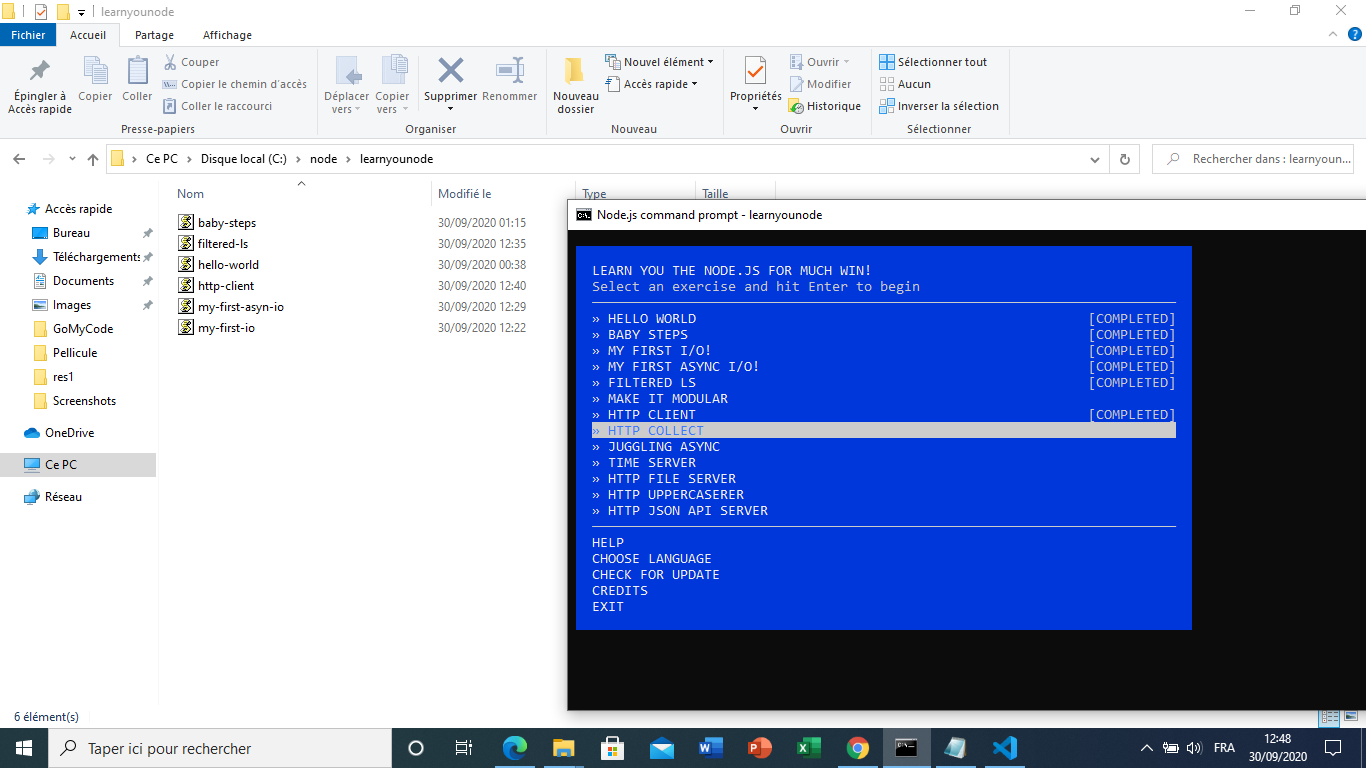 learnyounode
Fichier
Accueil
Partage
Affichage
Épingler à
Accès rapide
Copier
Coller
Couper
Copier le chemin d'accès
Coller le raccourci
Presse-papiers
Déplacer
vers
Copier
vers
Supprimer
Renommer
Organiser
Nouveau
dossier
Nouvel élément
Accès rapide
Nouveau
Propriétés
Ouvrir
Modifier
Historique
Ouvrir
Sélectionner tout
Aucun
Inverser la sélection
Sélectionner
Ce PC > Disque local (C:) > node > learnyounode
Rechercher dans : learnyoun...
Accès rapide
Bureau
Téléchargements
Documents
Images
GoMyCode
Pellicule
res1
Screenshots
OneDrive
Ce PC
Réseau
Nom Modifié le Type Taille
baby-steps 30/09/2020 01:15
filtered-ls 30/09/2020 12:35
hello-world 30/09/2020 00:38
http-client 30/09/2020 12:40
my-first-asyn-io 30/09/2020 12:29
my-first-io 30/09/2020 12:22
Node.js command prompt - learnyounode
LEARN YOU THE NODE.JS FOR MUCH WIN!
Select an exercise and hit Enter to begin
» HELLO WORLD [COMPLETED]
» BABY STEPS [COMPLETED]
» MY FIRST I/O! [COMPLETED]
» MY FIRST ASYNC I/O! [COMPLETED]
» FILTERED LS [COMPLETED]
» MAKE IT MODULAR
» HTTP CLIENT [COMPLETED]
» HTTP COLLECT
» JUGGLING ASYNC
» TIME SERVER
» HTTP FILE SERVER
» HTTP UPPERCASERER
» HTTP JSON API SERVER
HELP
CHOOSE LANGUAGE
CHECK FOR UPDATE
CREDITS
EXIT
6 élément(s)
Taper ici pour rechercher
FRA
12:48
30/09/2020